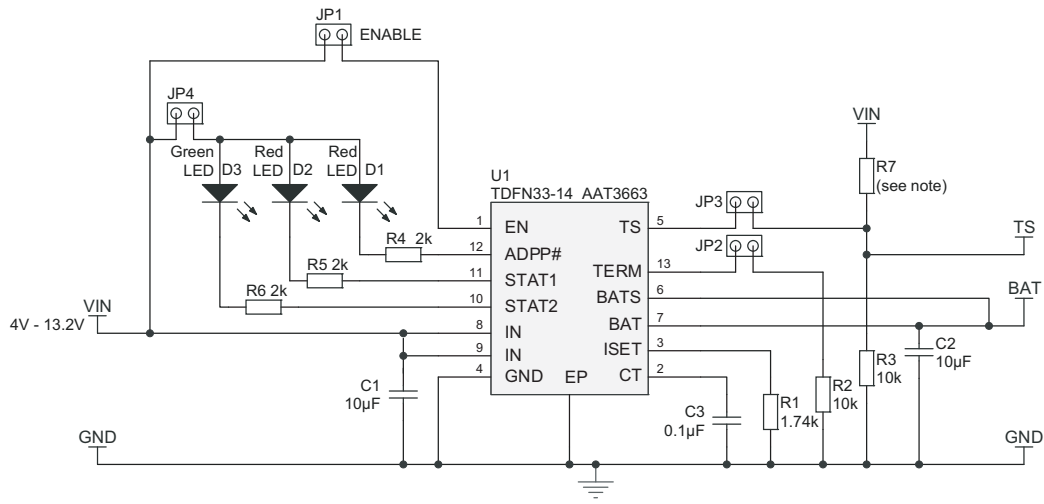 JP1
ENABLE
JP4
VIN
Green
LED
D3
Red
LED
D2
Red
LED
D1
U1
TDFN33-14 AAT3663
R7
(see note)
JP3
1
EN
TS
5
TS
R4 2k
12
ADPP#
JP2
R5 2k
11
STAT1
TERM
13
R6 2k
10
STAT2
BATS
6
BAT
VIN
4V - 13.2V
8
IN
BAT
7
9
IN
ISET
3
4
GND
EP
CT
2
C2
10µF
R3
10k
C1
10µF
R2
10k
R1
1.74k
C3
0.1µF
GND
GND